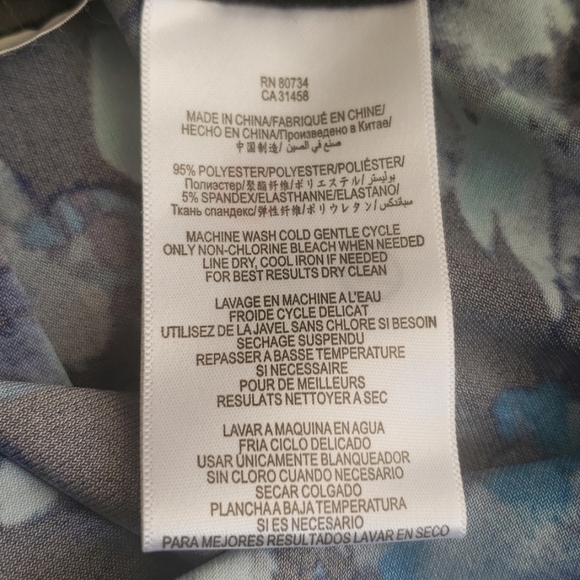 RN 80734
CA 31458
MADE IN CHINA/FABRIQUÉ EN CHINE/
HECHO EN CHINA/Произведено в Китае/
中国制造/ صنع في الصين/
95% POLYESTER/POLYESTER/POLIÉSTER/
Полиэстер/聚酯纤维/ポリエステル/بوليستر/
5% SPANDEX/ELASTHANNE/ELASTANO/
Ткань спандекс/弹性纤维/ポリウレタン/سباندكس/
MACHINE WASH COLD GENTLE CYCLE
ONLY NON-CHLORINE BLEACH WHEN NEEDED
LINE DRY, COOL IRON IF NEEDED
FOR BEST RESULTS DRY CLEAN
LAVAGE EN MACHINE A L'EAU
FROIDE CYCLE DELICAT
UTILISEZ DE LA JAVEL SANS CHLORE SI BESOIN
SECHAGE SUSPENDU
REPASSER A BASSE TEMPERATURE
SI NECESSAIRE
POUR DE MEILLEURS
RESULATS NETTOYER A SEC
LAVAR A MAQUINA EN AGUA
FRIA CICLO DELICADO
USAR ÚNICAMENTE BLANQUEADOR
SIN CLORO CUANDO NECESARIO
SECAR COLGADO
PLANCHA A BAJA TEMPERATURA
SI ES NECESARIO
PARA MEJORES RESULTADOS LAVAR EN SECO